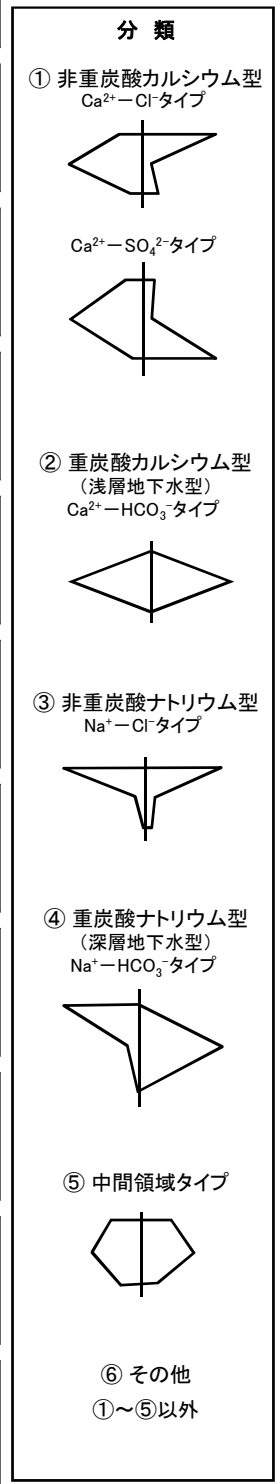 分 類
① 非重炭酸カルシウム型
Ca²⁺－Cl⁻タイプ
Ca²⁺－SO₄²⁻タイプ
② 重炭酸カルシウム型
（浅層地下水型）
Ca²⁺－HCO₃⁻タイプ
③ 非重炭酸ナトリウム型
Na⁺－Cl⁻タイプ
④ 重炭酸ナトリウム型
（深層地下水型）
Na⁺－HCO₃⁻タイプ
⑤ 中間領域タイプ
⑥ その他
①～⑤以外